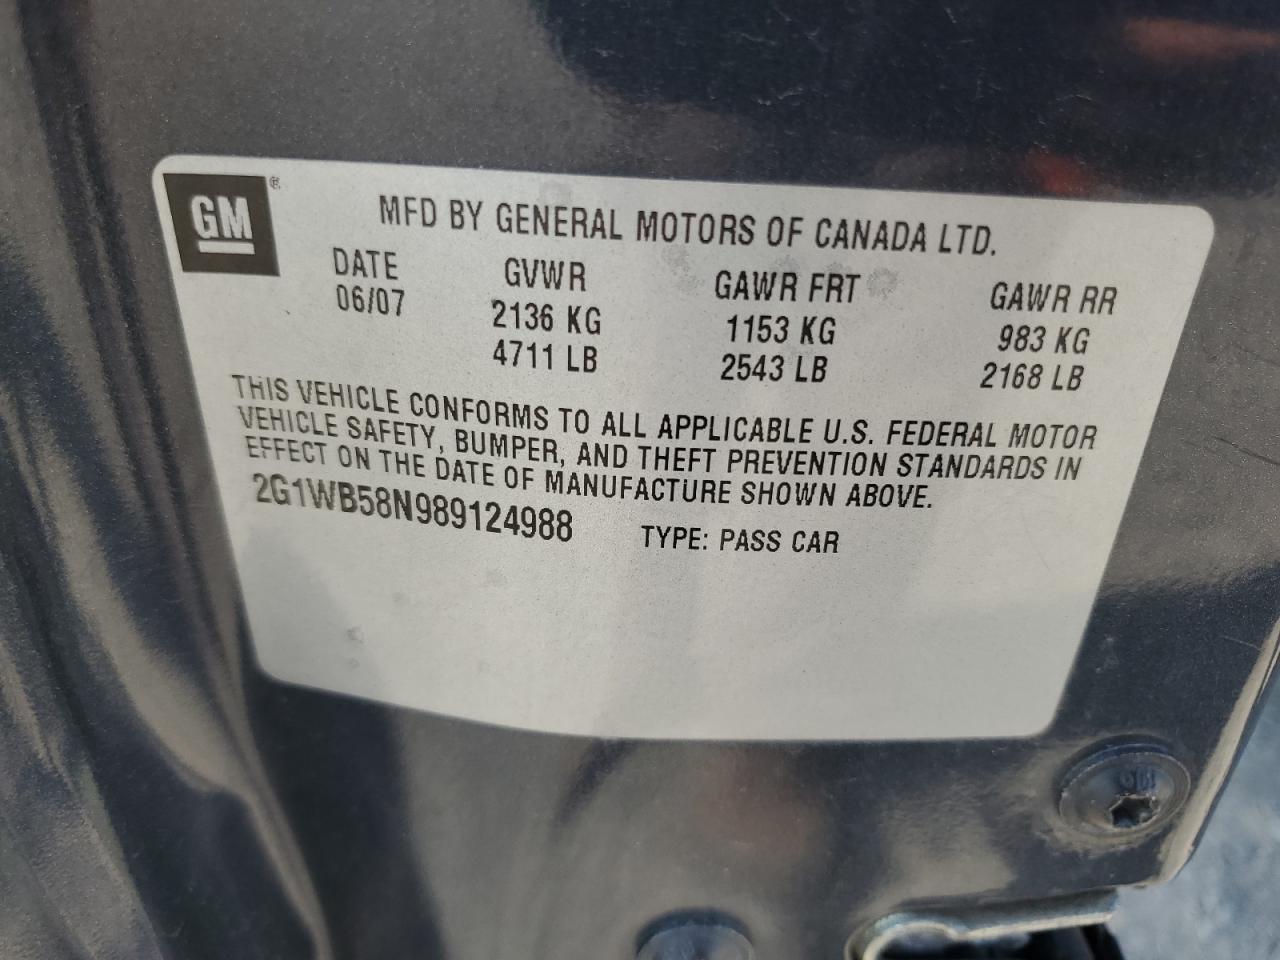 GM ®
MFD BY GENERAL MOTORS OF CANADA LTD.
DATE GVWR GAWR FRT GAWR RR
06/07 2136 KG 1153 KG 983 KG
4711 LB 2543 LB 2168 LB
THIS VEHICLE CONFORMS TO ALL APPLICABLE U.S. FEDERAL MOTOR
VEHICLE SAFETY, BUMPER, AND THEFT PREVENTION STANDARDS IN
EFFECT ON THE DATE OF MANUFACTURE SHOWN ABOVE.
2G1WB58N989124988 TYPE: PASS CAR